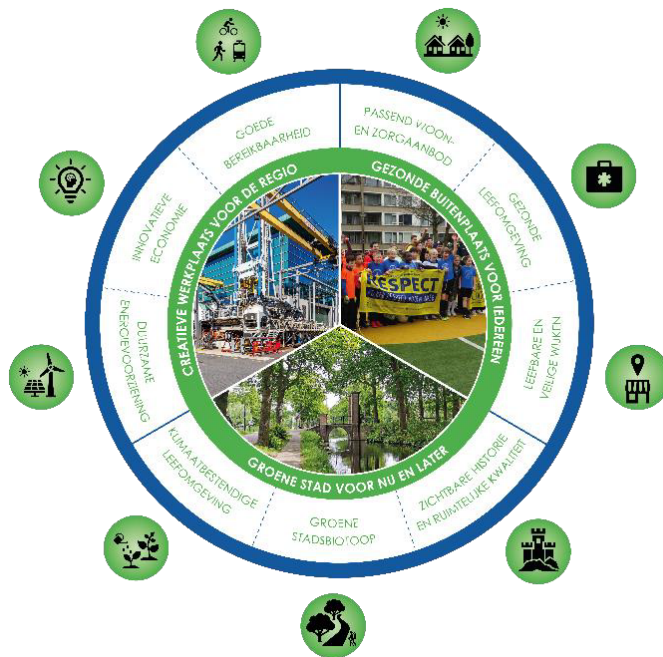 GOEDE
BEREIKBAARHEID
PASSEND WOON-
EN ZORGAANBOD
GEZONDE
LEEFOMGEVING
LEEFBARE EN
VEILIGE WIJKEN
ZICHTBARE HISTORIE
EN RUIMTELIJKE KWALITEIT
GROENE
STADSBIOTOOP
KLIMAATBESTENDIGE
LEEFOMGEVING
DUURZAME
ENERGIEVOORZIENING
INNOVATIEVE
ECONOMIE
CREATIEVE WERKPLAATS VOOR DE REGIO
GEZONDE BUITENPLAATS VOOR IEDEREEN
GROENE STAD VOOR NU EN LATER
RESPECT